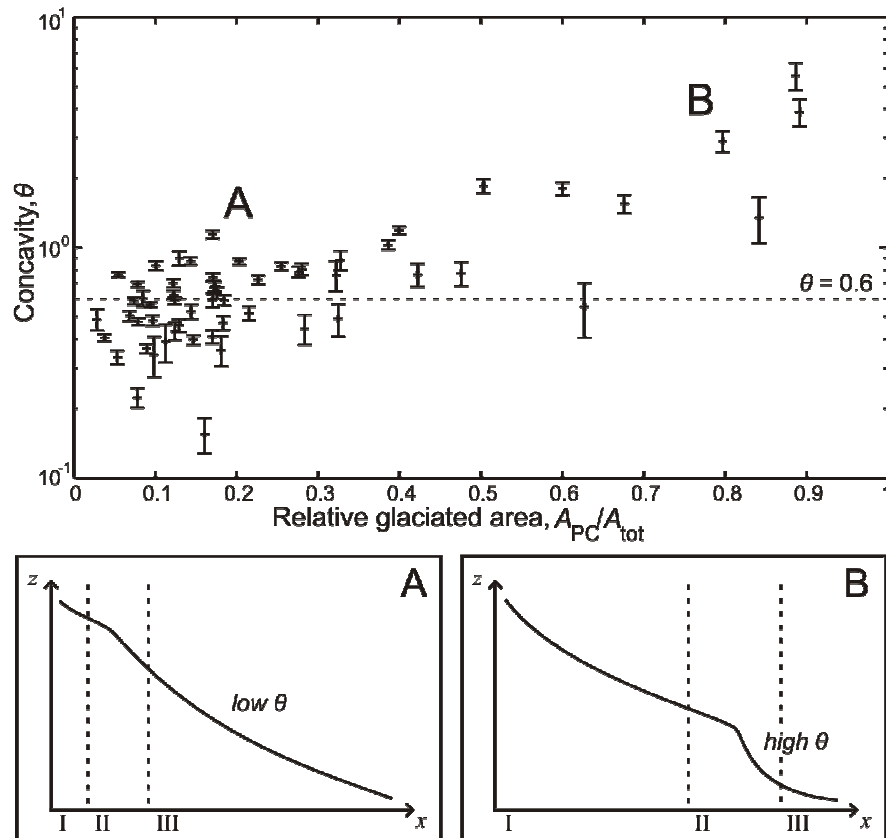 10¹
A
B
Concavity, θ
10⁰
θ = 0.6
10⁻¹
0 0.1 0.2 0.3 0.4 0.5 0.6 0.7 0.8 0.9 1
Relative glaciated area, A_PC/A_tot
z
A
low θ
I II III x
z
B
high θ
I II III x